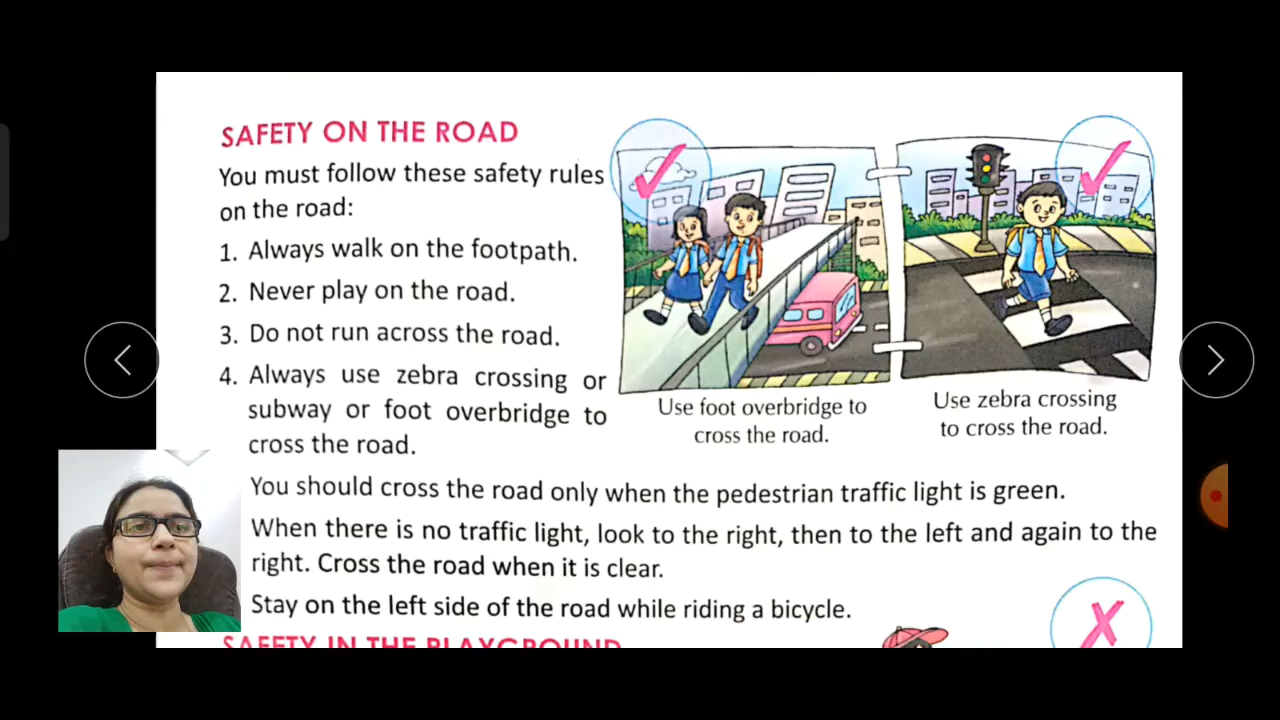 SAFETY ON THE ROAD
You must follow these safety rules
on the road:
1. Always walk on the footpath.
2. Never play on the road.
3. Do not run across the road.
4. Always use zebra crossing or
subway or foot overbridge to
cross the road.
Use foot overbridge to
cross the road.
Use zebra crossing
to cross the road.
You should cross the road only when the pedestrian traffic light is green.
When there is no traffic light, look to the right, then to the left and again to the
right. Cross the road when it is clear.
Stay on the left side of the road while riding a bicycle.
SAFETY IN THE PLAYGROUND